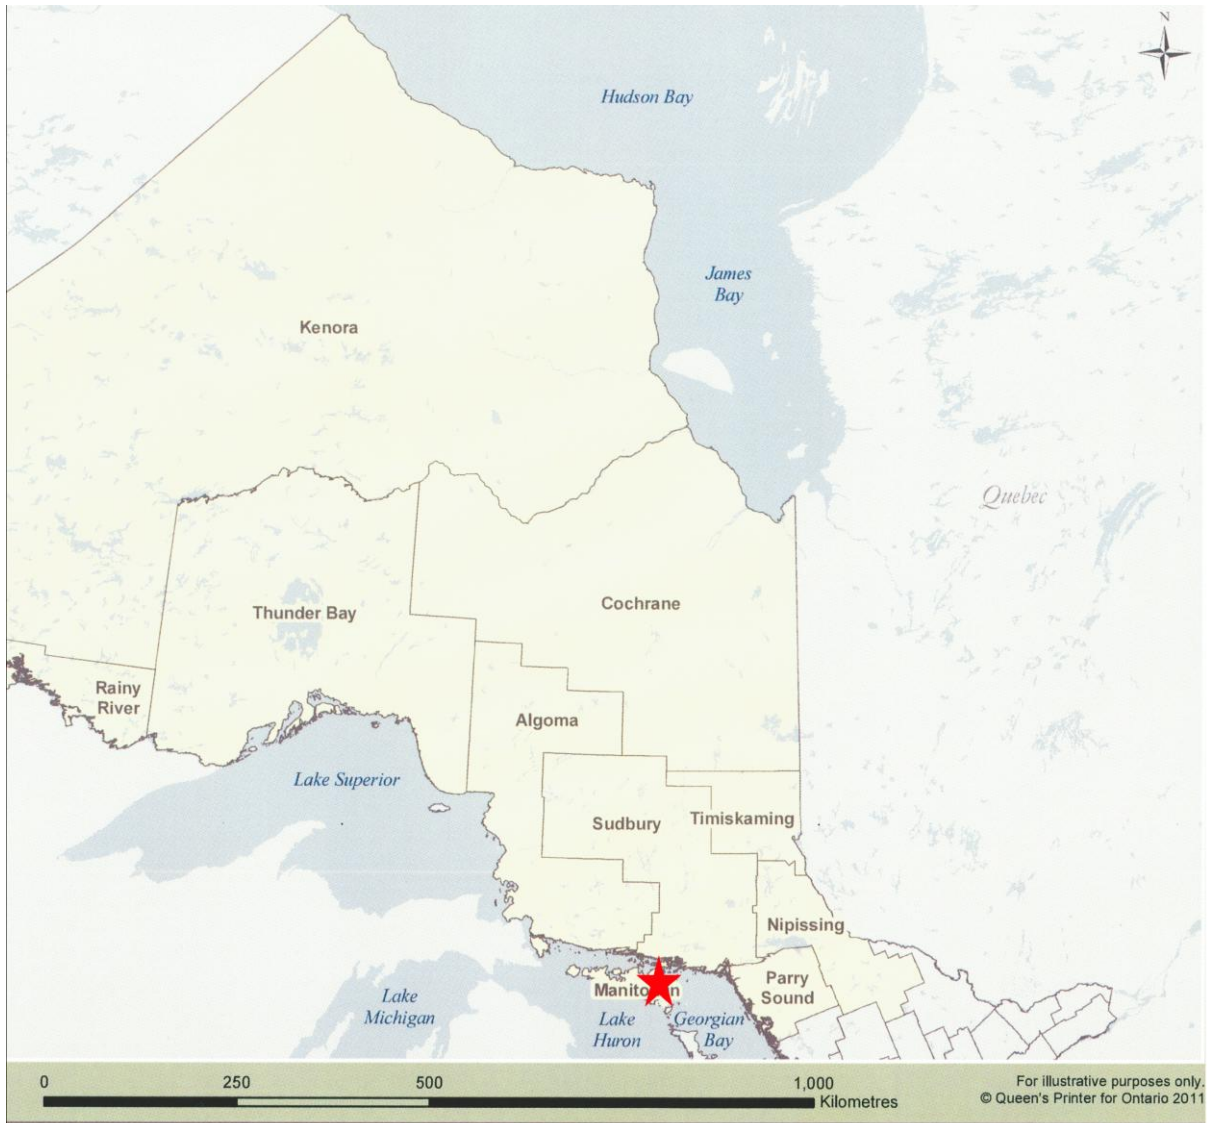 N
Hudson Bay
James
Bay
Kenora
Quebec
Cochrane
Thunder Bay
Rainy
River
Algoma
Lake Superior
Sudbury
Timiskaming
Nipissing
Parry
Sound
Lake
Michigan
Lake
Huron
Georgian
Bay
0 250 500 1,000
Kilometres
For illustrative purposes only.
© Queen's Printer for Ontario 2011